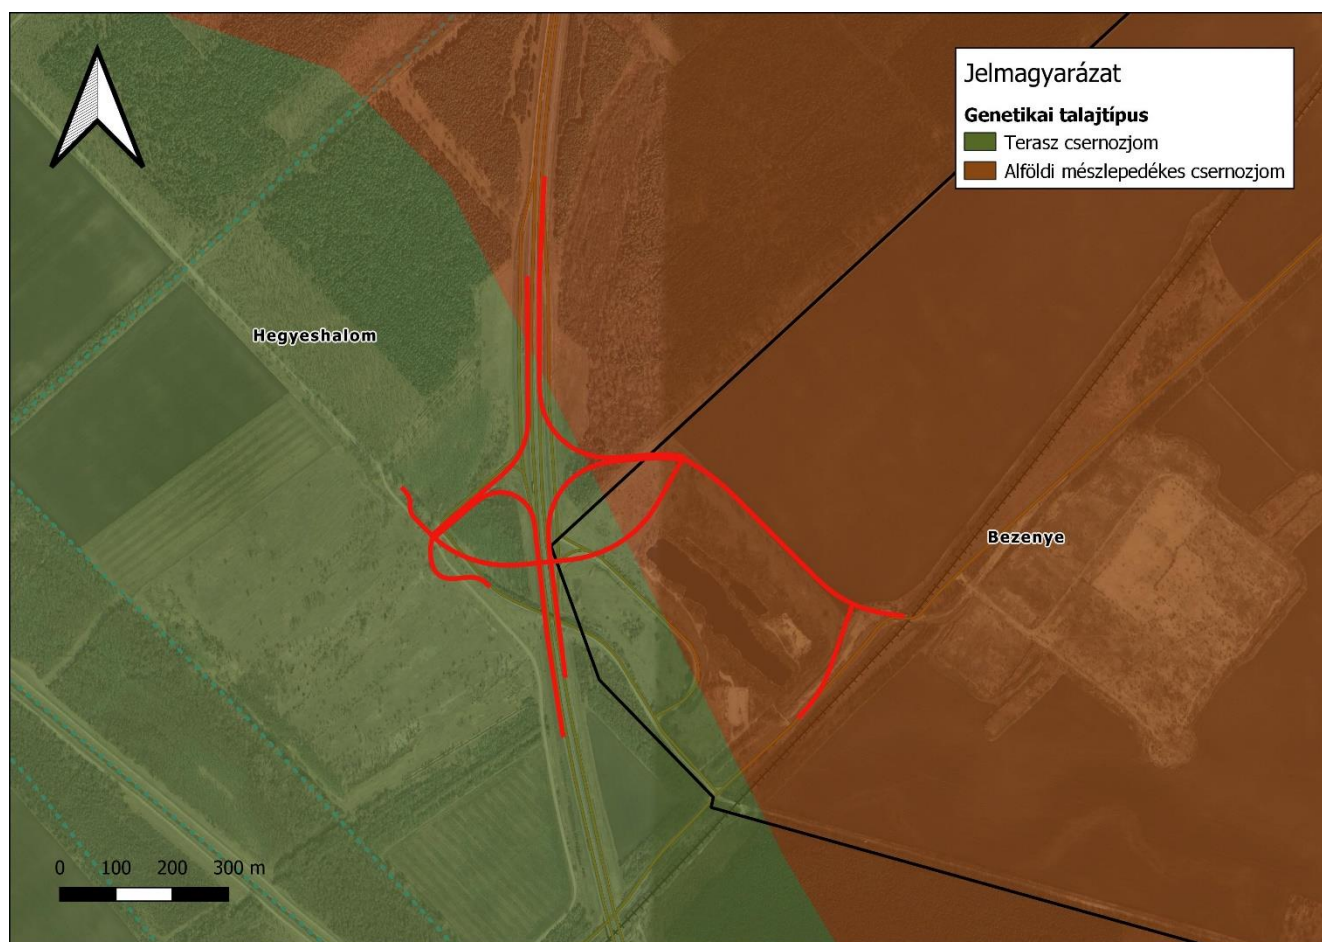 Jelmagyarázat
Genetikai talajtípus
Terasz csernozjom
Alföldi mészlepedékes csernozjom
Hegyeshalom
Bezenye
0 100 200 300 m